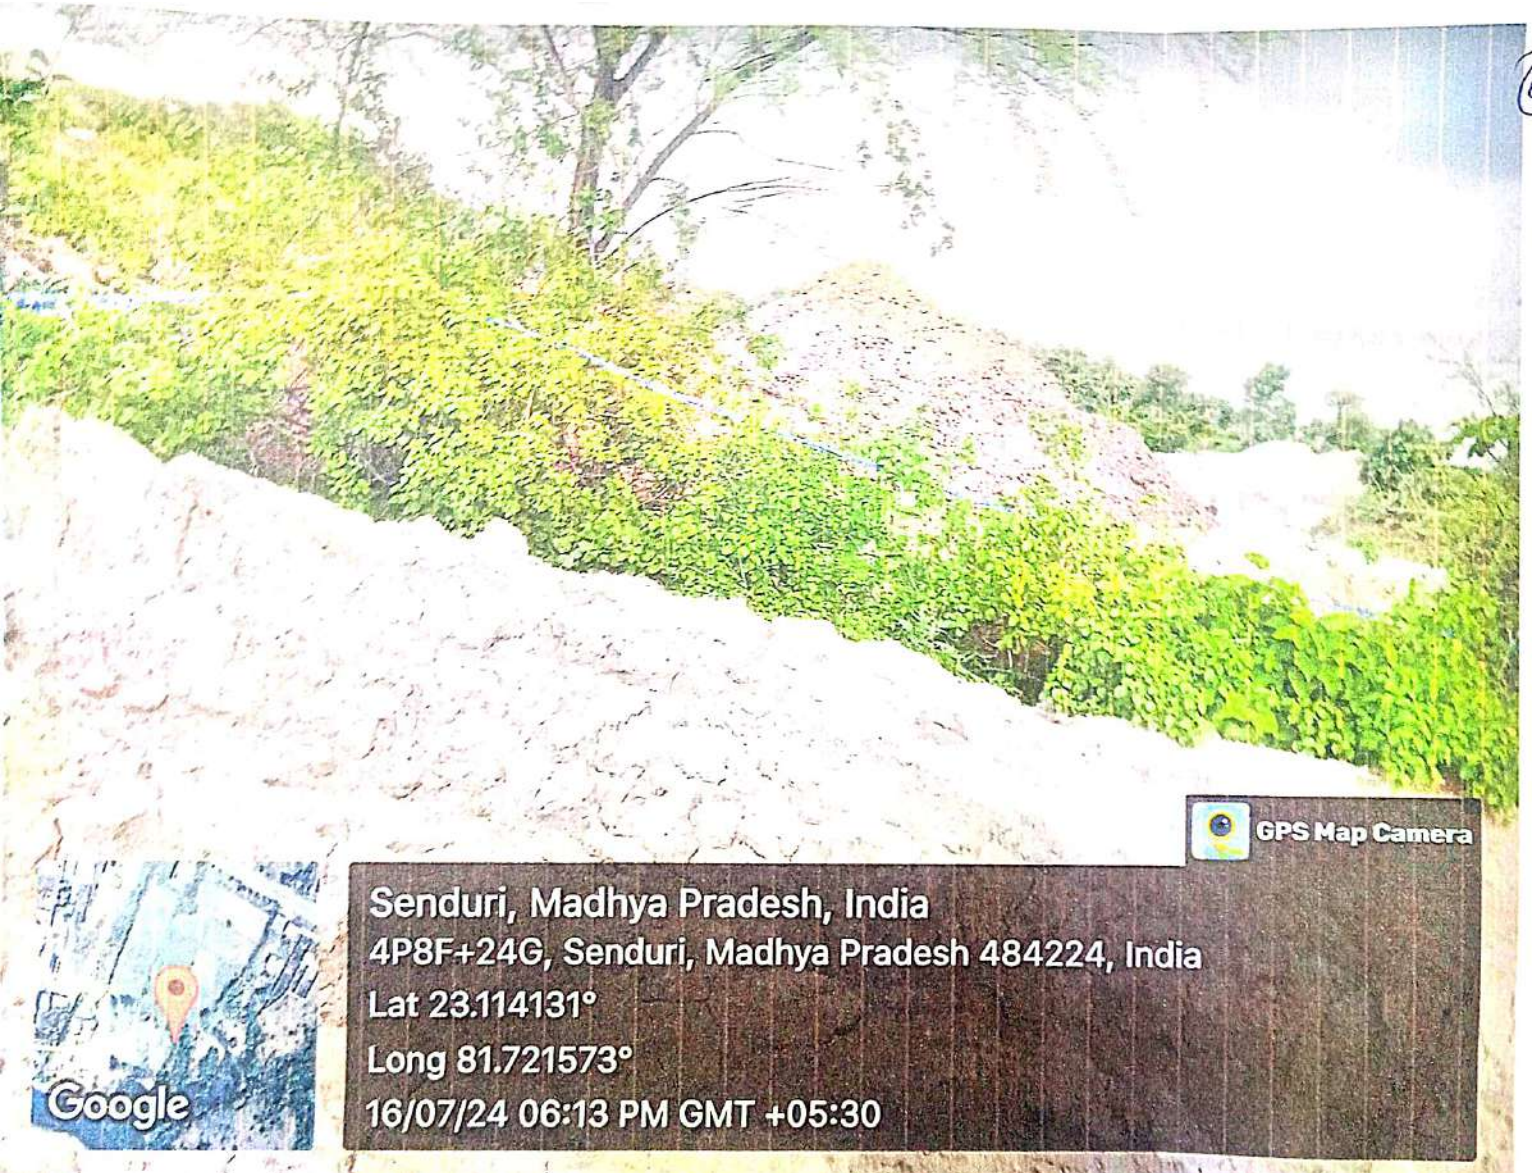 GPS Map Camera
Senduri, Madhya Pradesh, India
4P8F+24G, Senduri, Madhya Pradesh 484224, India
Lat 23.114131°
Long 81.721573°
16/07/24 06:13 PM GMT +05:30
Google